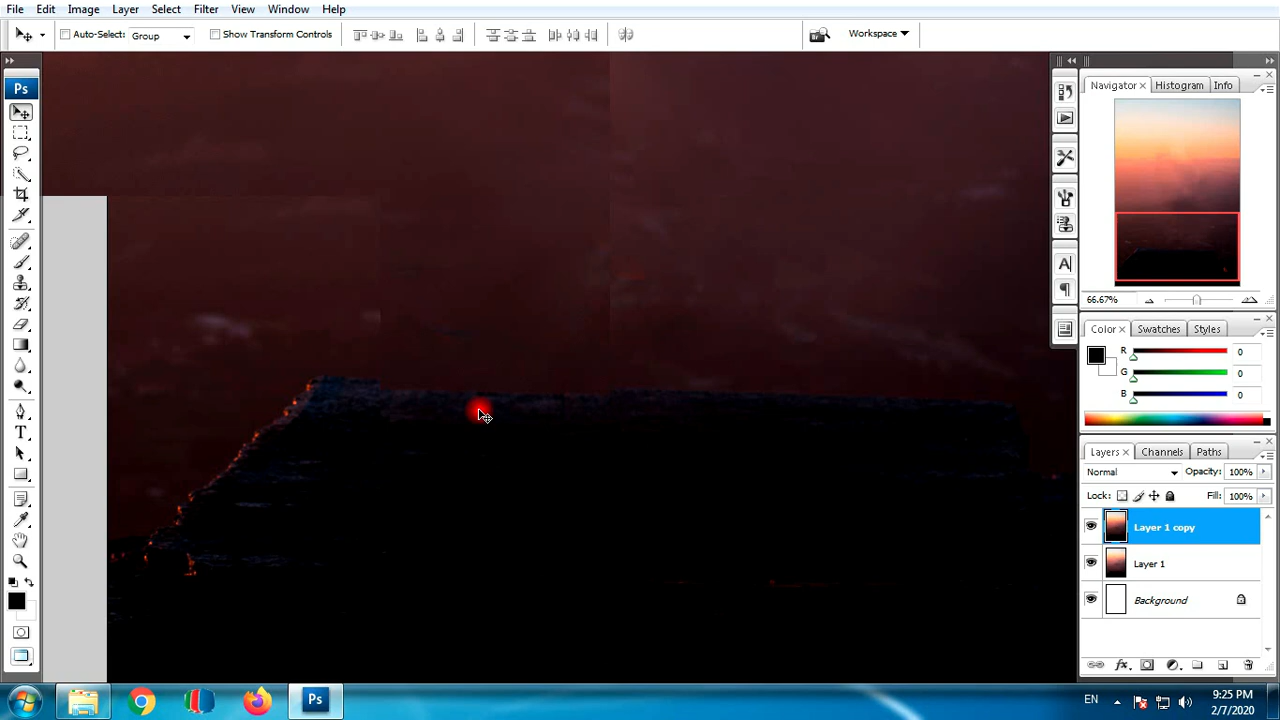 File Edit Image Layer Select Filter View Window Help
Auto-Select: Group Show Transform Controls Workspace
Ps
Navigator × Histogram Info
66.67%
Color × Swatches Styles
R 0
G 0
B 0
Layers × Channels Paths
Normal Opacity: 100%
Lock: Fill: 100%
Layer 1 copy
Layer 1
Background
T
A
fx
Ps EN 9:25 PM
2/7/2020